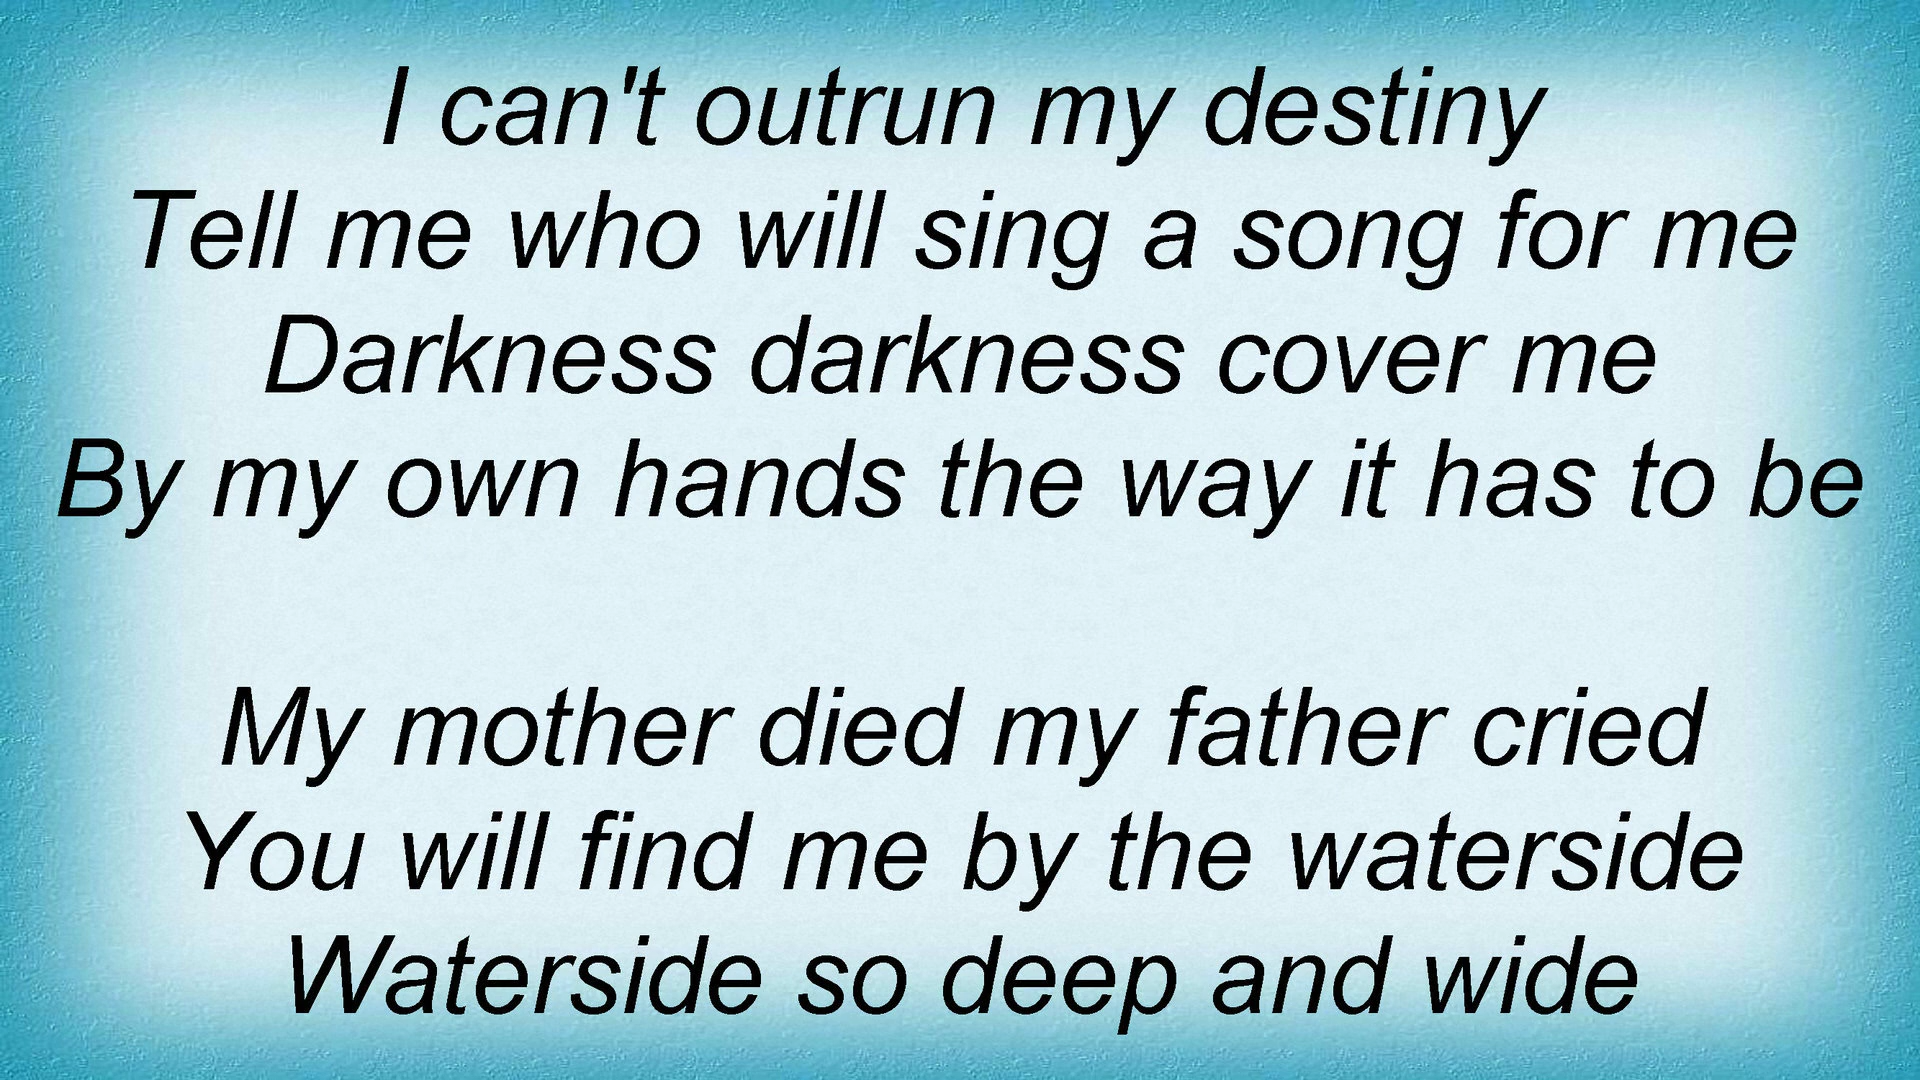 I can't outrun my destiny
Tell me who will sing a song for me
Darkness darkness cover me
By my own hands the way it has to be
My mother died my father cried
You will find me by the waterside
Waterside so deep and wide